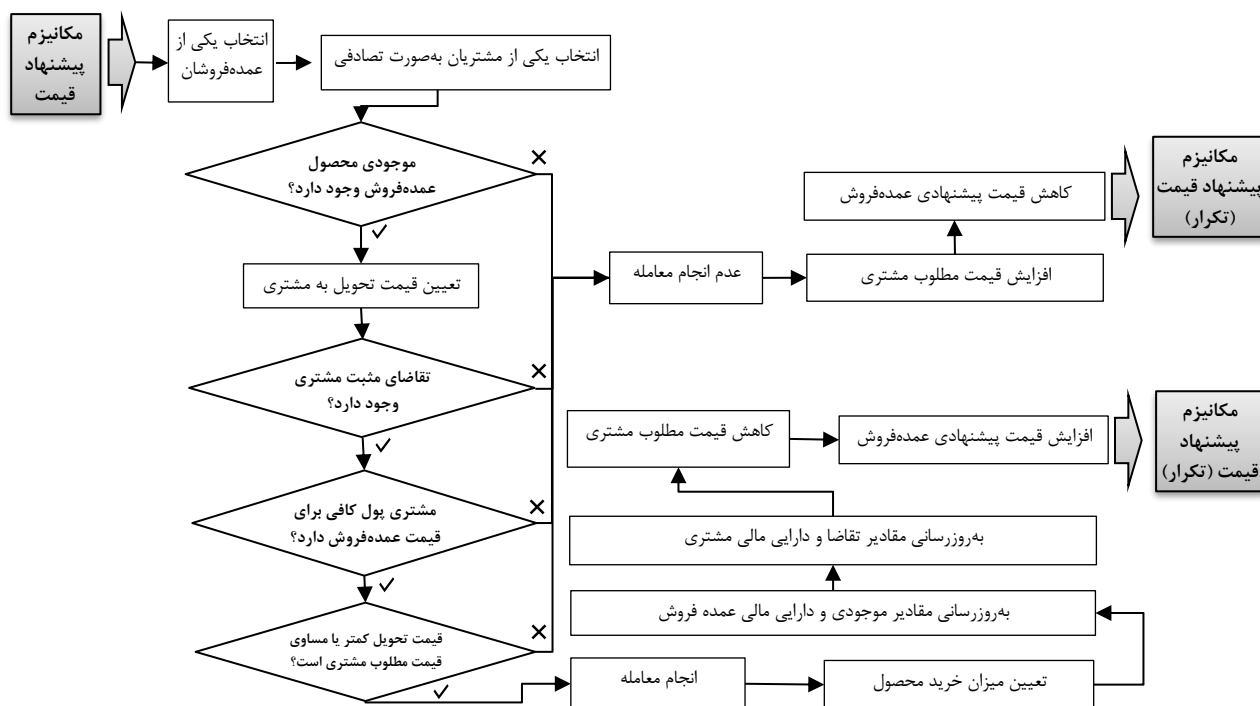 مکانیزم
پیشنهاد
قیمت
انتخاب یکی از
عمده‌فروشان
انتخاب یکی از مشتریان به‌صورت تصادفی
موجودی محصول
عمده‌فروش وجود دارد؟
تعیین قیمت تحویل به مشتری
تقاضای مثبت مشتری
وجود دارد؟
مشتری پول کافی برای
قیمت عمده‌فروش دارد؟
قیمت تحویل کمتر یا مساوی
قیمت مطلوب مشتری است؟
عدم انجام معامله
افزایش قیمت مطلوب مشتری
کاهش قیمت پیشنهادی عمده‌فروش
مکانیزم
پیشنهاد قیمت
(تکرار)
انجام معامله
تعیین میزان خرید محصول
به‌روزرسانی مقادیر موجودی و دارایی مالی عمده فروش
به‌روزرسانی مقادیر تقاضا و دارایی مالی مشتری
کاهش قیمت مطلوب مشتری
افزایش قیمت پیشنهادی عمده‌فروش
مکانیزم
پیشنهاد
قیمت (تکرار)